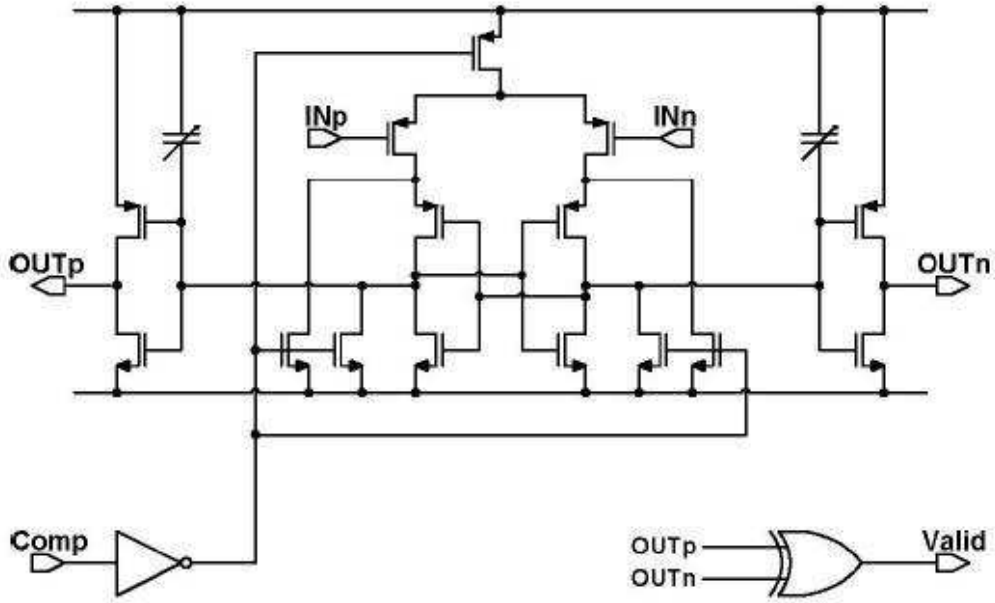 INp
INn
OUTp
OUTn
Comp
OUTp
OUTn
Valid